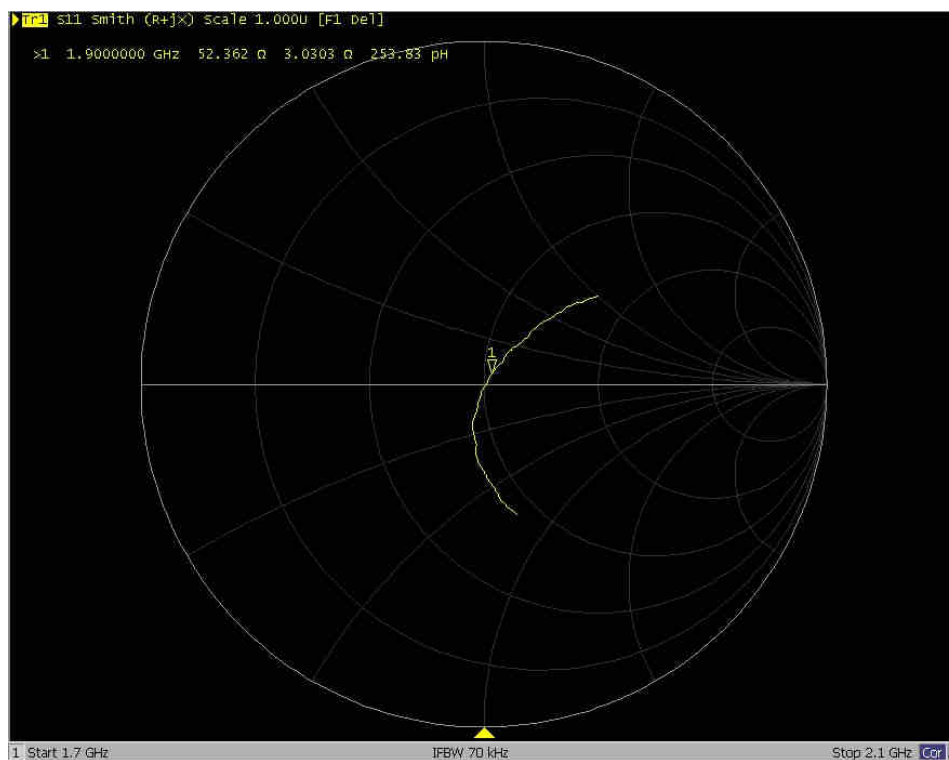 Tr1 S11 Smith (R+jX) Scale 1.000U [F1 Del]
>1 1.9000000 GHz 52.362 Ω 3.0303 Ω 253.83 pH
1
1 Start 1.7 GHz IFBW 70 kHz Stop 2.1 GHz Cor